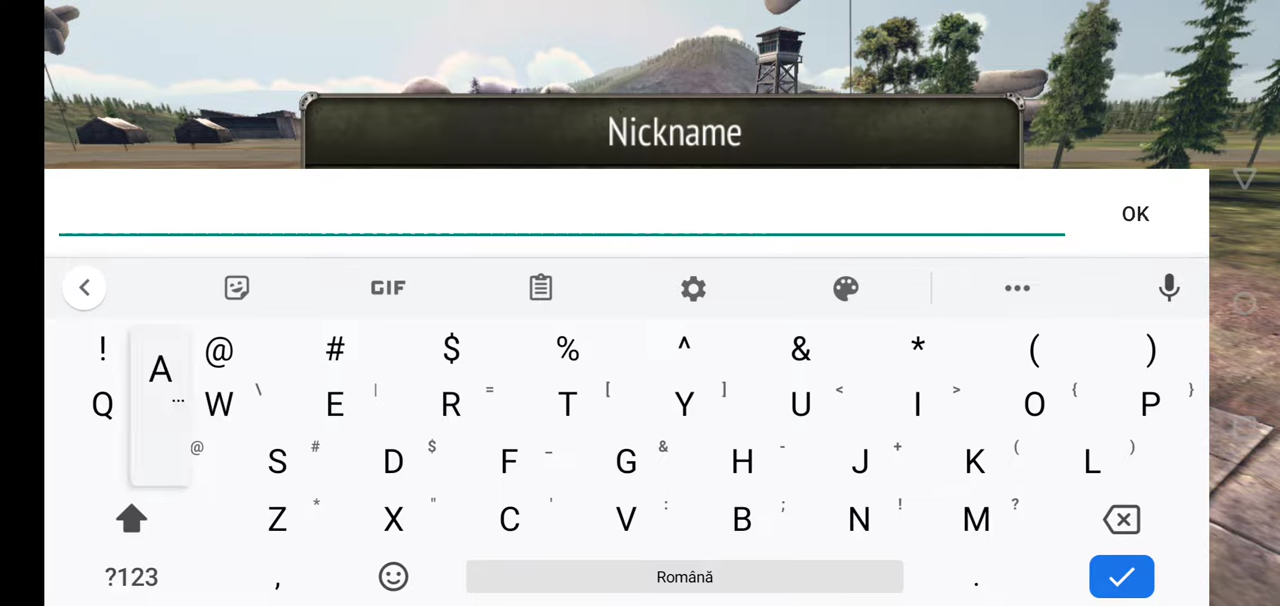 Nickname
OK
GIF
! @ # $ % ^ & * ( )
A
...
Q W \ E | R = T [ Y ] U < I > O { P }
@ S # D $ F _ G & H - J + K ( L )
Z * X " C ' V : B ; N ! M ?
?123 , Română .